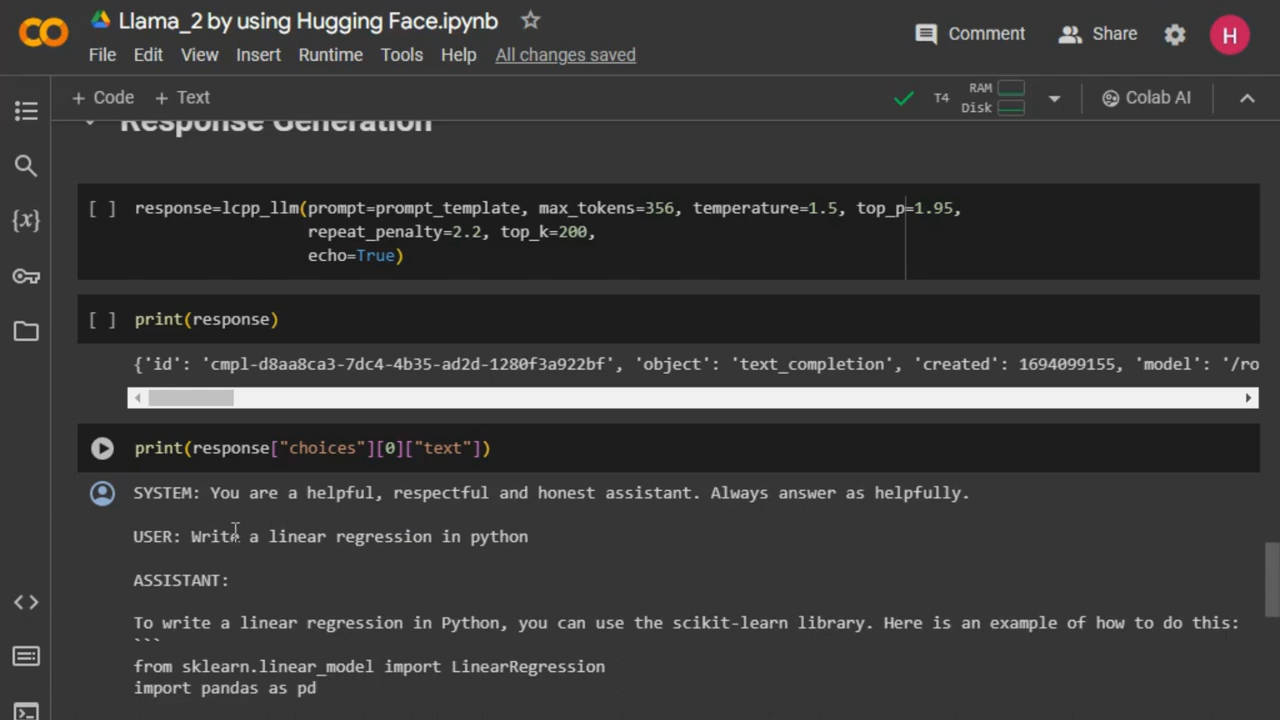 Llama_2 by using Hugging Face.ipynb
File Edit View Insert Runtime Tools Help All changes saved
Comment Share H
+ Code + Text
T4 RAM Disk Colab AI
Response Generation
[ ] response=lcpp_llm(prompt=prompt_template, max_tokens=356, temperature=1.5, top_p=1.95,
repeat_penalty=2.2, top_k=200,
echo=True)
[ ] print(response)
{'id': 'cmpl-d8aa8ca3-7dc4-4b35-ad2d-1280f3a922bf', 'object': 'text_completion', 'created': 1694099155, 'model': '/ro
print(response["choices"][0]["text"])
SYSTEM: You are a helpful, respectful and honest assistant. Always answer as helpfully.
USER: Write a linear regression in python
ASSISTANT:
To write a linear regression in Python, you can use the scikit-learn library. Here is an example of how to do this:
```
from sklearn.linear_model import LinearRegression
import pandas as pd